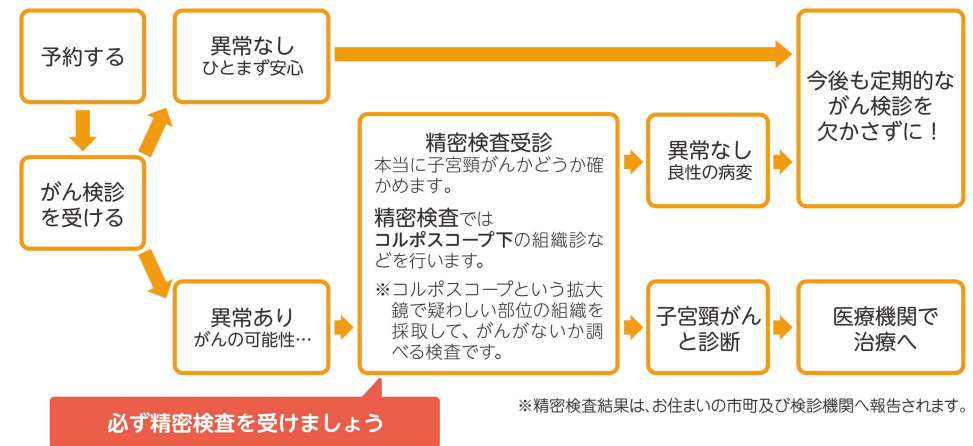 予約する
がん検診
を受ける
異常なし
ひとまず安心
異常あり
がんの可能性…
精密検査受診
本当に子宮頸がんかどうか確
かめます。
精密検査では
コルポスコープ下の組織診な
どを行います。
※コルポスコープという拡大
鏡で疑わしい部位の組織を
採取して、がんがないか調
べる検査です。
必ず精密検査を受けましょう
異常なし
良性の病変
子宮頸がん
と診断
今後も定期的な
がん検診を
欠かさずに！
医療機関で
治療へ
※精密検査結果は、お住まいの市町及び検診機関へ報告されます。